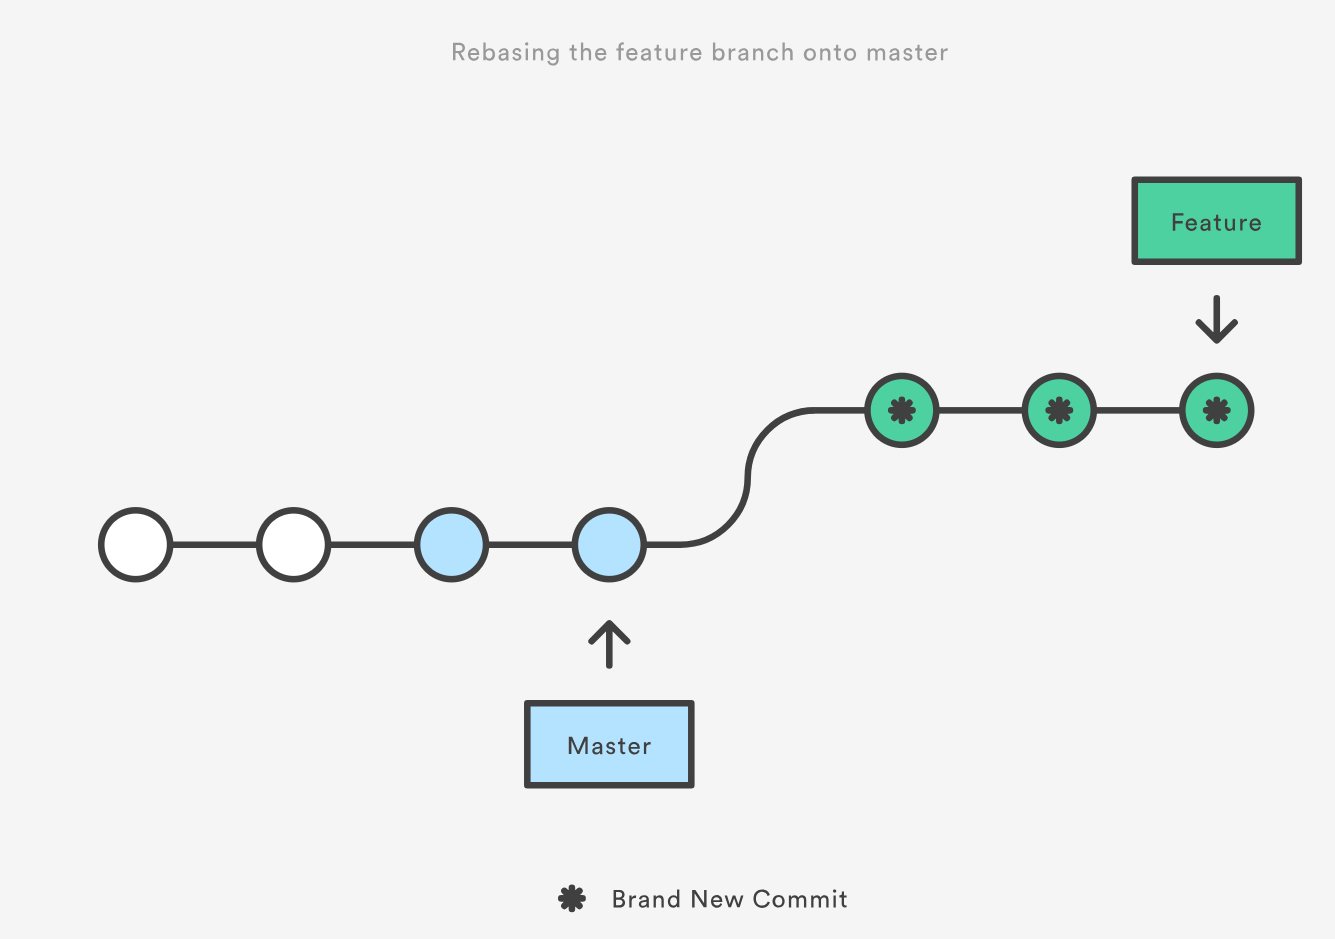 Rebasing the feature branch onto master
Feature
Master
Brand New Commit